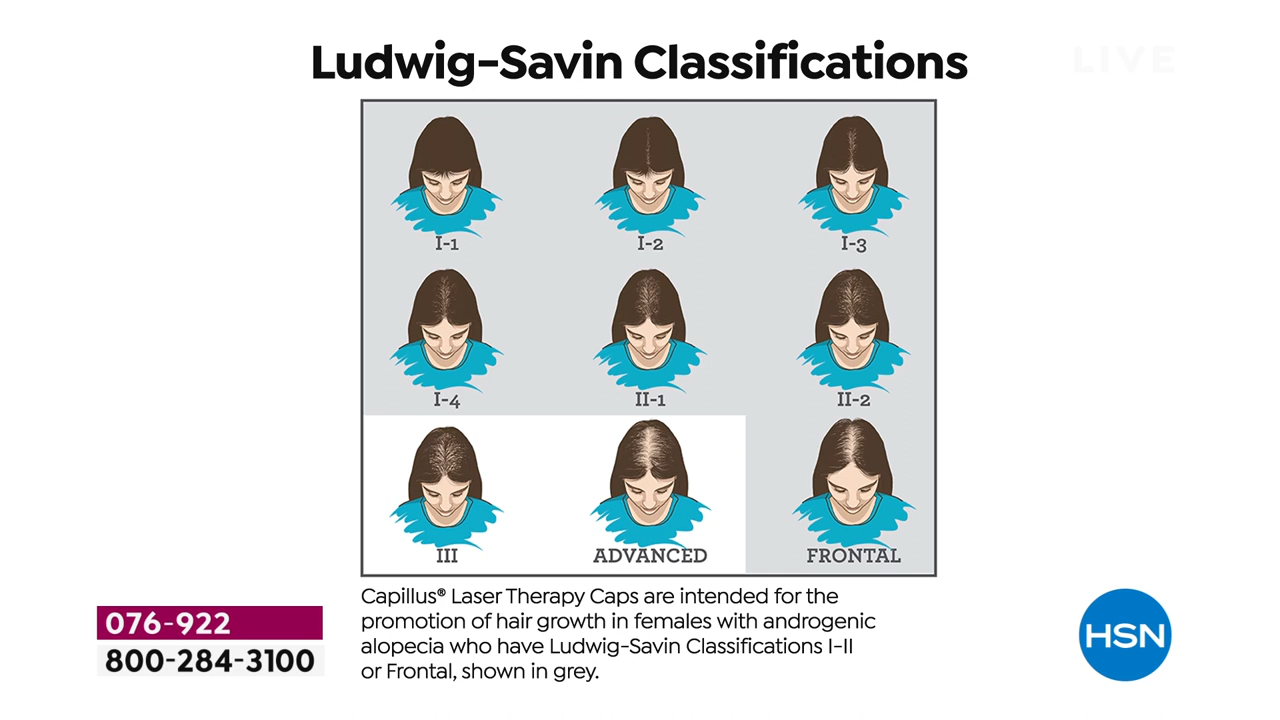 Ludwig-Savin Classifications
LIVE
I-1
I-2
I-3
I-4
II-1
II-2
III
ADVANCED
FRONTAL
Capillus® Laser Therapy Caps are intended for the
promotion of hair growth in females with androgenic
alopecia who have Ludwig-Savin Classifications I-II
or Frontal, shown in grey.
076-922
800-284-3100
HSN